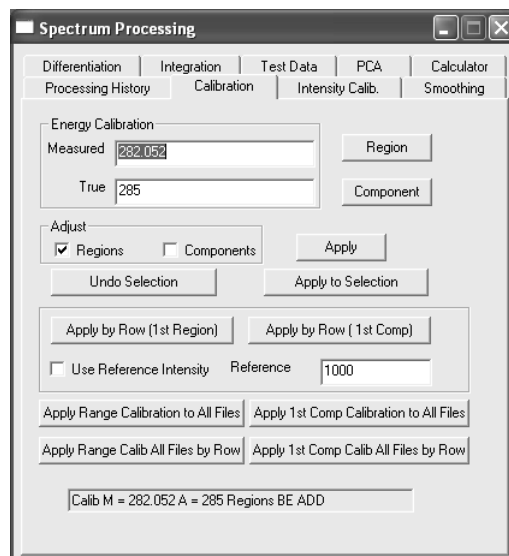 Spectrum Processing
Differentiation Integration Test Data PCA Calculator
Processing History Calibration Intensity Calib. Smoothing
Energy Calibration
Measured 282.052 Region
True 285 Component
Adjust
Regions Components Apply
Undo Selection Apply to Selection
Apply by Row (1st Region) Apply by Row ( 1st Comp)
Use Reference Intensity Reference 1000
Apply Range Calibration to All Files Apply 1st Comp Calibration to All Files
Apply Range Calib All Files by Row Apply 1st Comp Calib All Files by Row
Calib M = 282.052 A = 285 Regions BE ADD